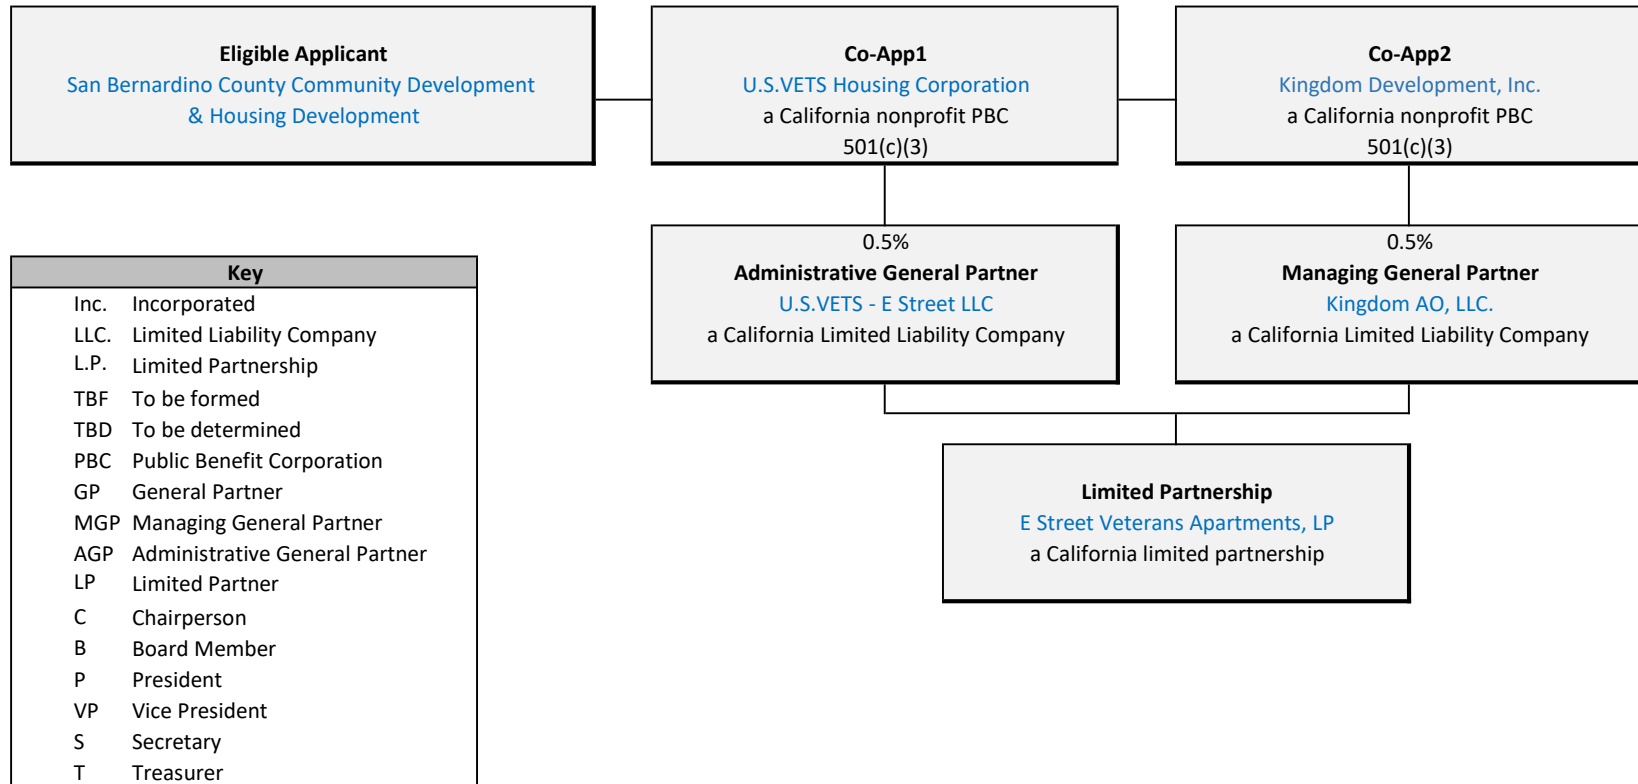 Eligible Applicant
San Bernardino County Community Development
& Housing Development
Co-App1
U.S.VETS Housing Corporation
a California nonprofit PBC
501(c)(3)
Co-App2
Kingdom Development, Inc.
a California nonprofit PBC
501(c)(3)
0.5%
Administrative General Partner
U.S.VETS - E Street LLC
a California Limited Liability Company
0.5%
Managing General Partner
Kingdom AO, LLC.
a California Limited Liability Company
Limited Partnership
E Street Veterans Apartments, LP
a California limited partnership
Key
Inc. Incorporated
LLC. Limited Liability Company
L.P. Limited Partnership
TBF To be formed
TBD To be determined
PBC Public Benefit Corporation
GP General Partner
MGP Managing General Partner
AGP Administrative General Partner
LP Limited Partner
C Chairperson
B Board Member
P President
VP Vice President
S Secretary
T Treasurer